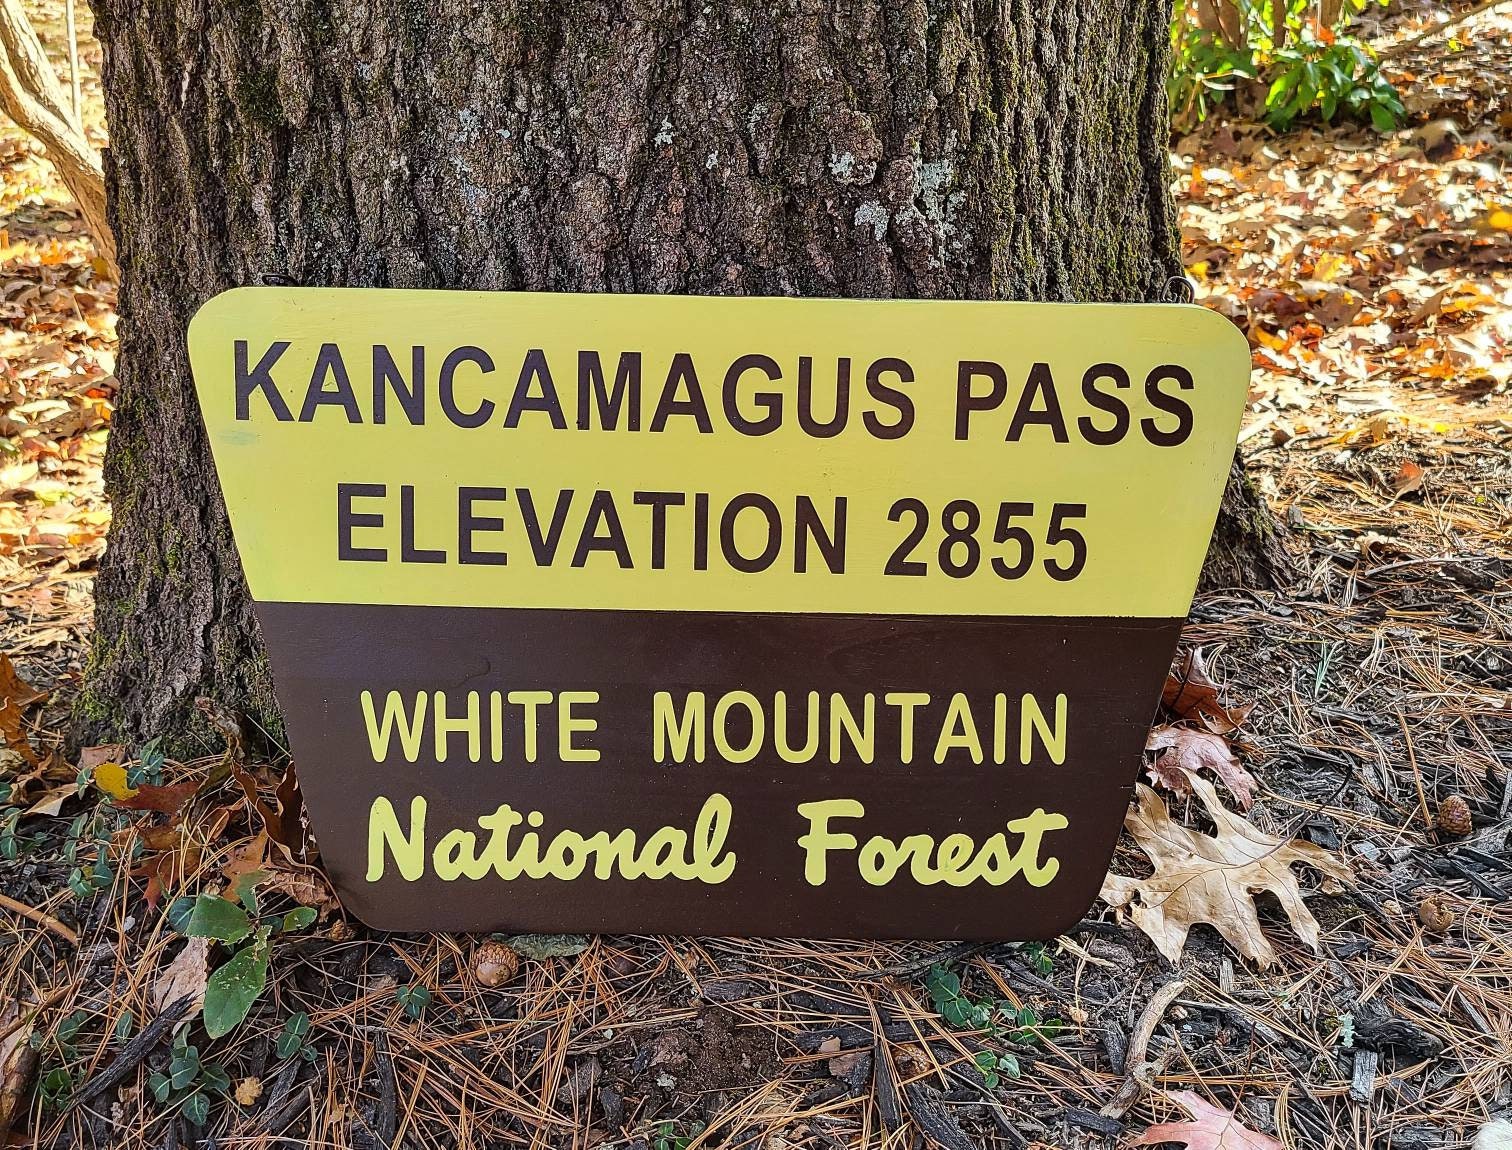 KANCAMAGUS PASS
ELEVATION 2855
WHITE MOUNTAIN
National Forest